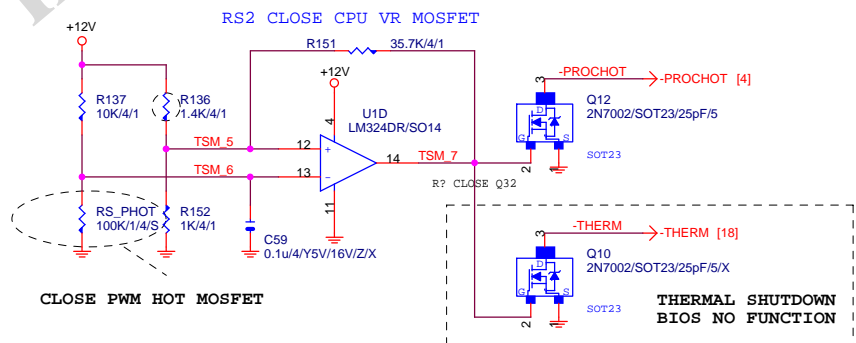 RS2 CLOSE CPU VR MOSFET
+12V
R151
35.7K/4/1
+12V
R137
10K/4/1
R136
1.4K/4/1
U1D
LM324DR/SO14
TSM_5
12
+
4
TSM_6
13
-
11
14
TSM_7
3
-PROCHOT
-PROCHOT [4]
Q12
2N7002/SOT23/25pF/5
D
G
S
2
1
SOT23
R? CLOSE Q32
RS_PHOT
100K/1/4/S
R152
1K/4/1
C59
0.1u/4/Y5V/16V/Z/X
3
-THERM
-THERM [18]
Q10
2N7002/SOT23/25pF/5/X
D
G
S
2
1
SOT23
CLOSE PWM HOT MOSFET
THERMAL SHUTDOWN
BIOS NO FUNCTION